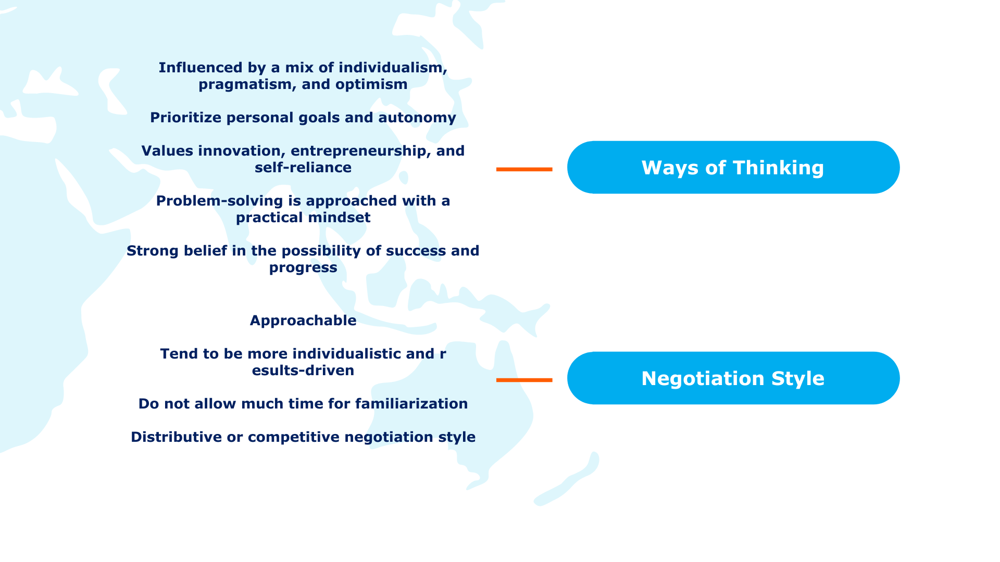 Influenced by a mix of individualism,
pragmatism, and optimism
Prioritize personal goals and autonomy
Values innovation, entrepreneurship, and
self-reliance
Problem-solving is approached with a
practical mindset
Strong belief in the possibility of success and
progress
Ways of Thinking
Approachable
Tend to be more individualistic and r
esults-driven
Do not allow much time for familiarization
Distributive or competitive negotiation style
Negotiation Style